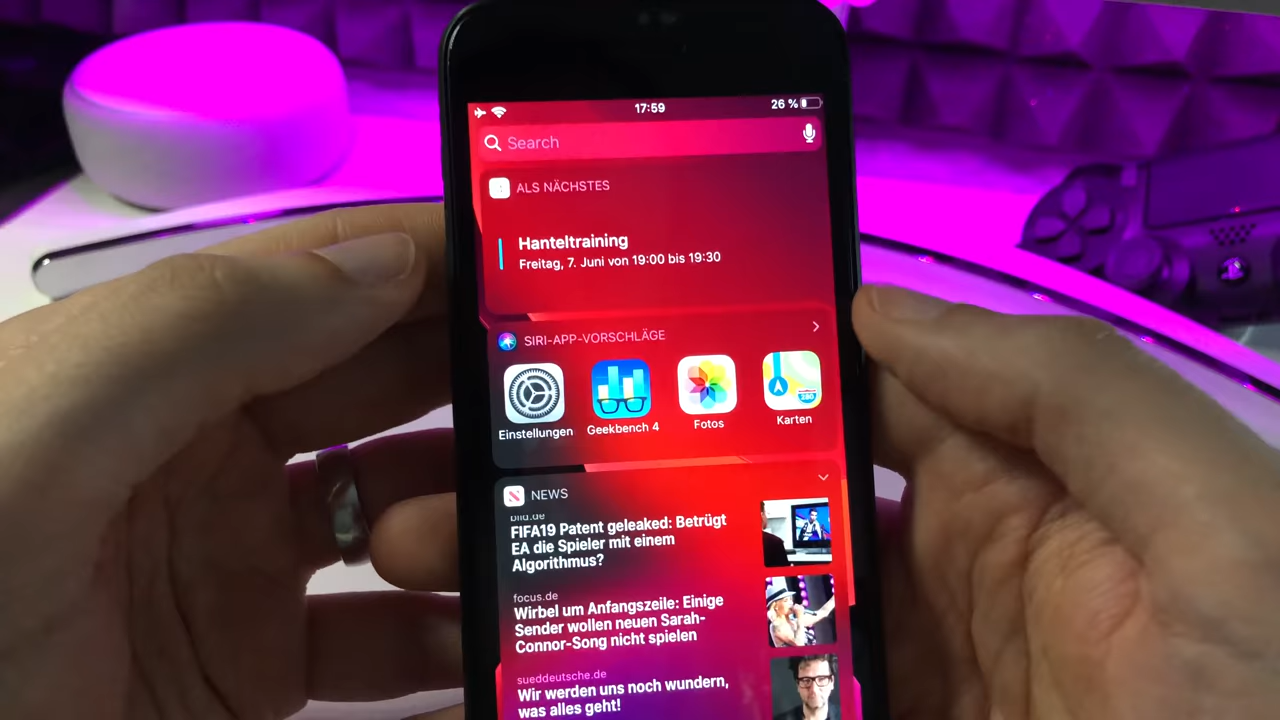 17:59
26 %
Search
ALS NÄCHSTES
Hanteltraining
Freitag, 7. Juni von 19:00 bis 19:30
SIRI-APP-VORSCHLÄGE
280
Einstellungen
Geekbench 4
Fotos
Karten
NEWS
bild.de
FIFA19 Patent geleaked: Betrügt
EA die Spieler mit einem
Algorithmus?
focus.de
Wirbel um Anfangszeile: Einige
Sender wollen neuen Sarah-
Connor-Song nicht spielen
sueddeutsche.de
Wir werden uns noch wundern,
was alles geht!